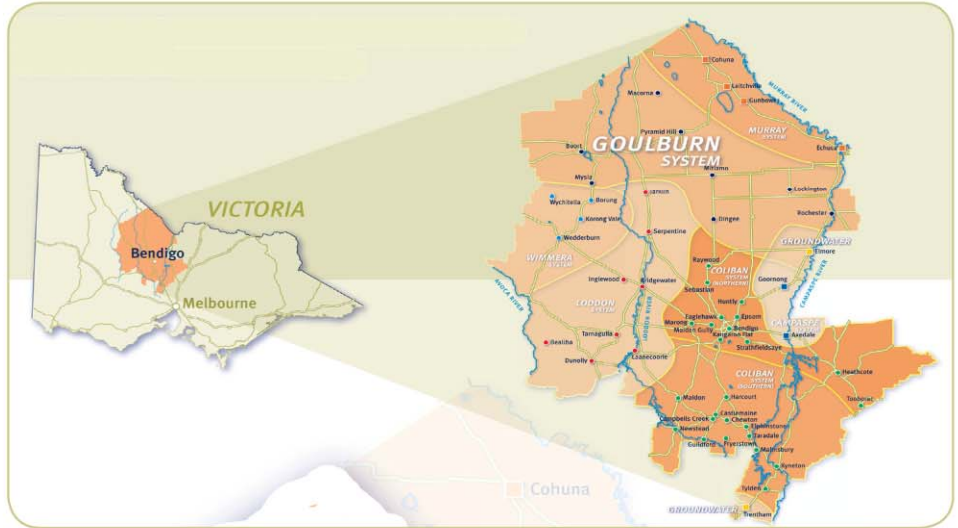 VICTORIA
Bendigo
Melbourne
Cohuna
Leitchville
Gunbower
MURRAY RIVER
Macorna
Pyramid Hill
MURRAY
SYSTEM
GOULBURN
SYSTEM
Echuca
Boort
Mitiamo
Mysia
Lockington
Wychitella
Borung
Rochester
Korong Vale
Dingee
Serpentine
Wedderburn
GROUNDWATER
Elmore
WIMMERA
SYSTEM
Raywood
COLIBAN
SYSTEM
(NORTHERN)
Goornong
CAMPASPE RIVER
AVOCA RIVER
Inglewood
Bridgewater
Sebastian
LODDON
SYSTEM
LODDON RIVER
Huntly
Eaglehawk
Epsom
Marong
Maiden Gully
Bendigo
Kangaroo Flat
Strathfieldsaye
CAMPASPE
Axedale
Tarnagulla
Bealiba
Dunolly
Laanecoorie
COLIBAN
SYSTEM
(SOUTHERN)
Heathcote
Tooborac
Maldon
Harcourt
Castlemaine
Campbells Creek
Chewton
Elphinstone
Newstead
Taradale
Guildford
Fryerstown
Malmsbury
Kyneton
Tylden
GROUNDWATER
Trentham
Cohuna